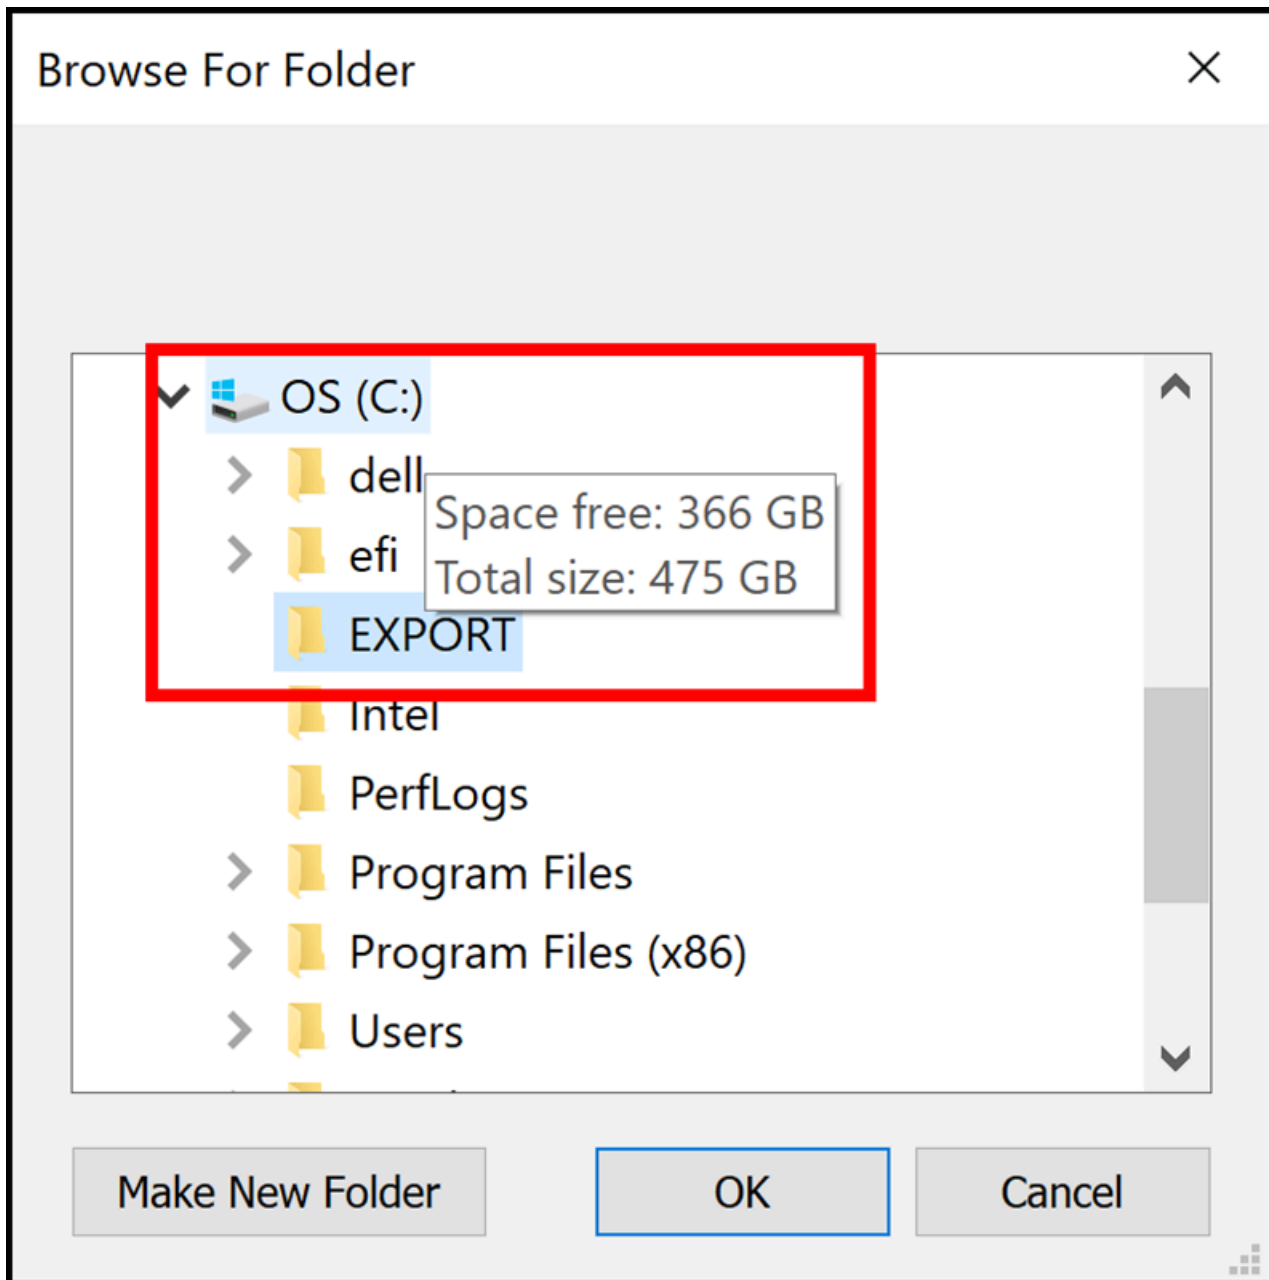 Browse For Folder
OS (C:)
dell
Space free: 366 GB
efi
Total size: 475 GB
EXPORT
Intel
PerfLogs
Program Files
Program Files (x86)
Users
Make New Folder
OK
Cancel